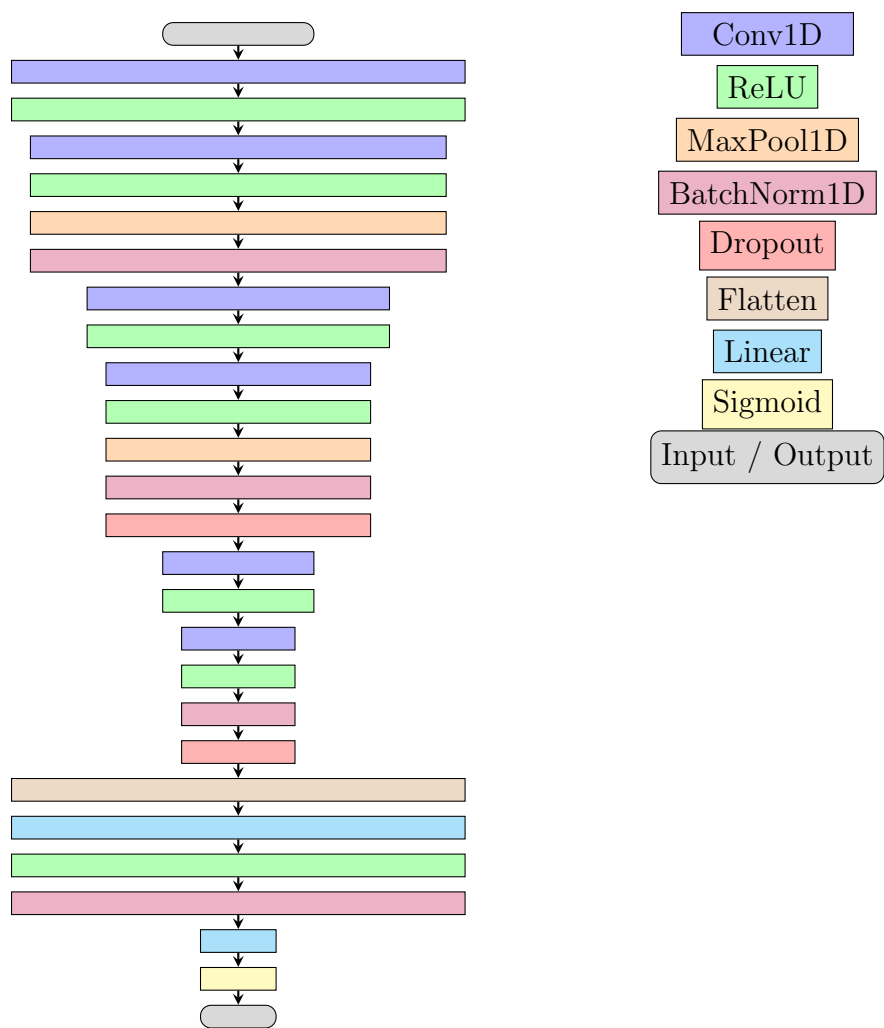 Conv1D
ReLU
MaxPool1D
BatchNorm1D
Dropout
Flatten
Linear
Sigmoid
Input / Output